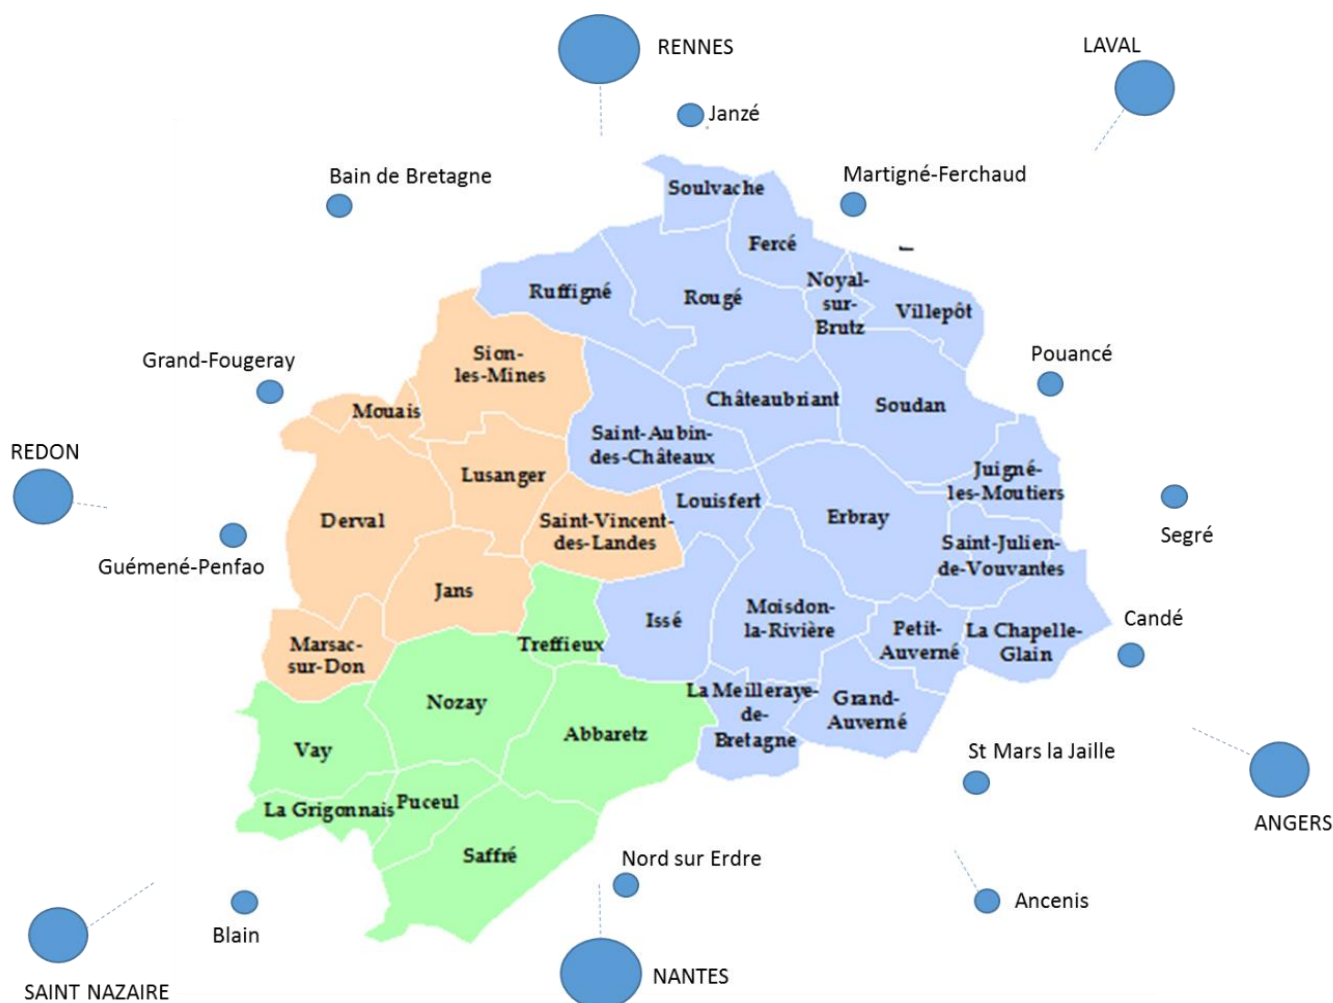 RENNES
LAVAL
Janzé
Bain de Bretagne
Martigné-Ferchaud
Soulvache
Fercé
Ruffigné
Rougé
Noyal-
sur-
Brutz
Villepôt
Grand-Fougeray
Sion-
les-Mines
Pouancé
Mouais
Châteaubriant
Soudan
REDON
Saint-Aubin-
des-Châteaux
Lusanger
Juigné-
les-Moutiers
Louisfert
Derval
Saint-Vincent-
des-Landes
Erbray
Segré
Guémené-Penfao
Saint-Julien-
de-Vouvantes
Jans
Issé
Moisdon-
la-Rivière
Petit-
Auverné
La Chapelle-
Glain
Candé
Marsac-
sur-Don
Treffieux
Nozay
La Meilleraye-
de-
Bretagne
Grand-
Auverné
Vay
Abbaretz
St Mars la Jaille
La Grigonnais
Puceul
ANGERS
Saffré
Nord sur Erdre
Ancenis
Blain
NANTES
SAINT NAZAIRE